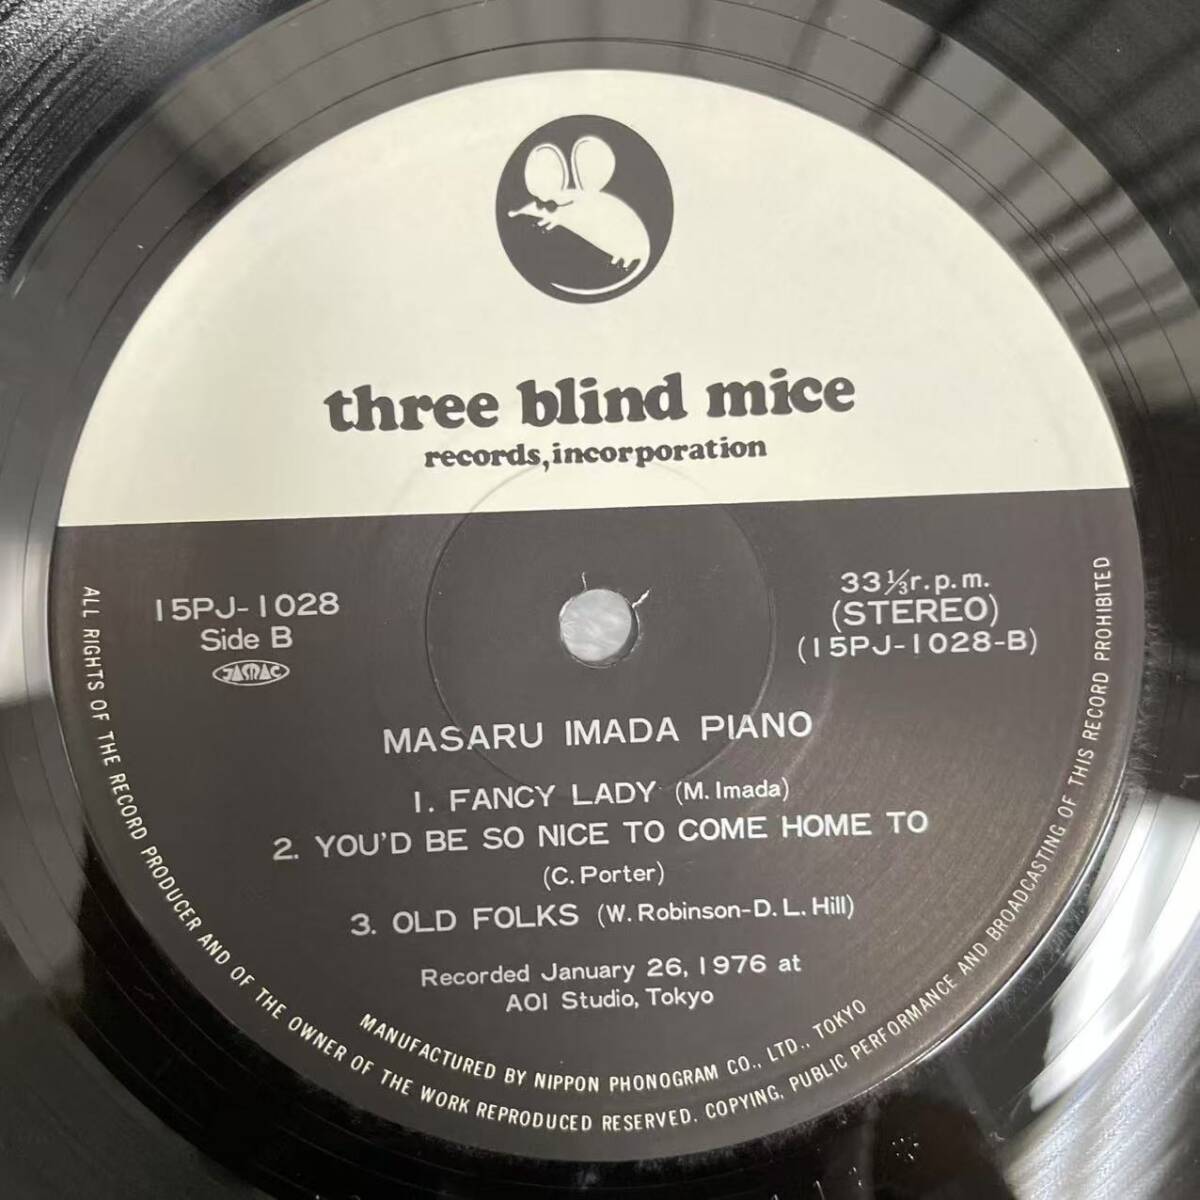 three blind mice
records, incorporation
15PJ-1028
Side B
JASRAC
33⅓r.p.m.
(STEREO)
(15PJ-1028-B)
MASARU IMADA PIANO
1. FANCY LADY (M. Imada)
2. YOU'D BE SO NICE TO COME HOME TO
(C. Porter)
3. OLD FOLKS (W. Robinson-D. L. Hill)
Recorded January 26, 1976 at
AOI Studio, Tokyo
MANUFACTURED BY NIPPON PHONOGRAM CO., LTD., TOKYO
ALL RIGHTS OF THE RECORD PRODUCER AND OF THE OWNER OF THE WORK REPRODUCED RESERVED. COPYING, PUBLIC PERFORMANCE AND BROADCASTING OF THIS RECORD PROHIBITED